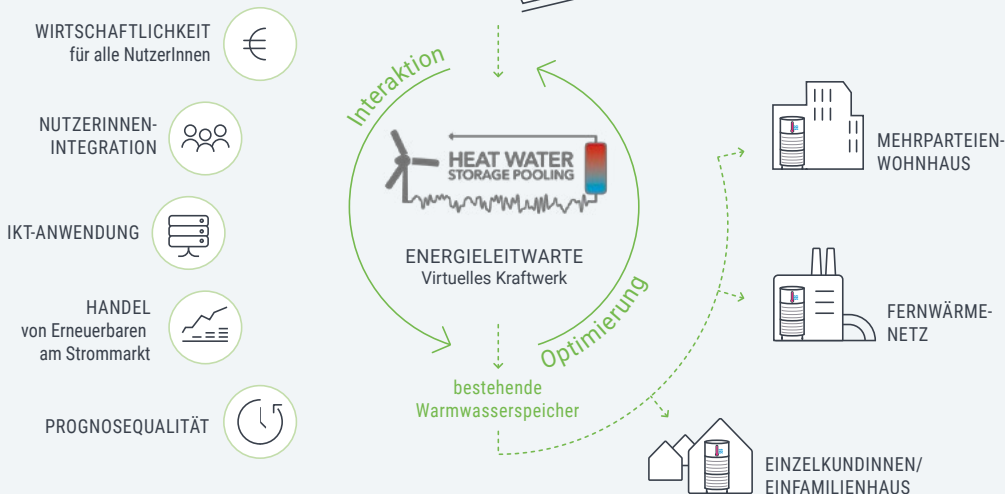 WIRTSCHAFTLICHKEIT
für alle NutzerInnen
NUTZERINNEN-
INTEGRATION
IKT-ANWENDUNG
HANDEL
von Erneuerbaren
am Strommarkt
PROGNOSEQUALITÄT
Interaktion
HEAT WATER
STORAGE POOLING
ENERGIELEITWARTE
Virtuelles Kraftwerk
Optimierung
bestehende
Warmwasserspeicher
MEHRPARTEIEN-
WOHNHAUS
FERNWÄRME-
NETZ
EINZELKUNDINNEN/
EINFAMILIENHAUS